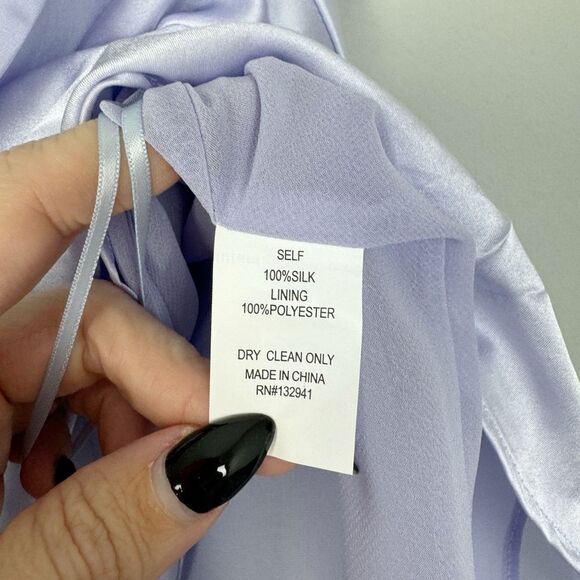 SELF
100%SILK
LINING
100%POLYESTER
DRY CLEAN ONLY
MADE IN CHINA
RN#132941